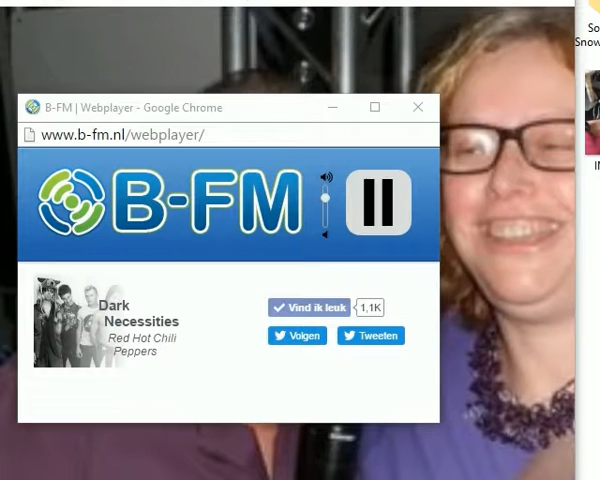 B-FM | Webplayer - Google Chrome
www.b-fm.nl/webplayer/
B-FM
Dark
Necessities
Red Hot Chili
Peppers
Vind ik leuk 1,1K
Volgen Tweeten
So
Snow